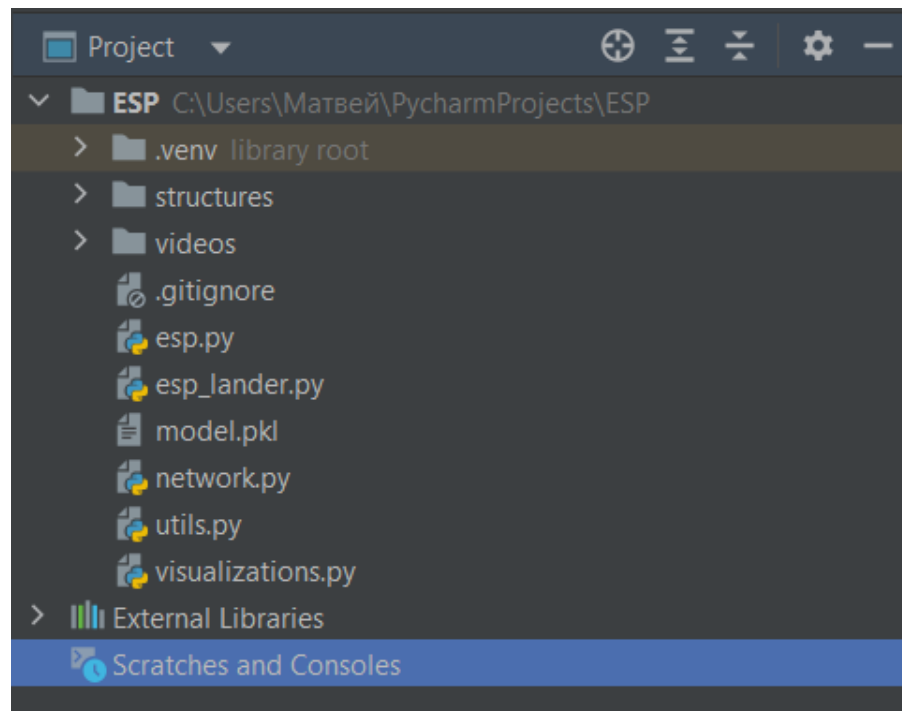 Project
ESP C:\Users\Матвей\PycharmProjects\ESP
.venv library root
structures
videos
.gitignore
esp.py
esp_lander.py
model.pkl
network.py
utils.py
visualizations.py
External Libraries
Scratches and Consoles